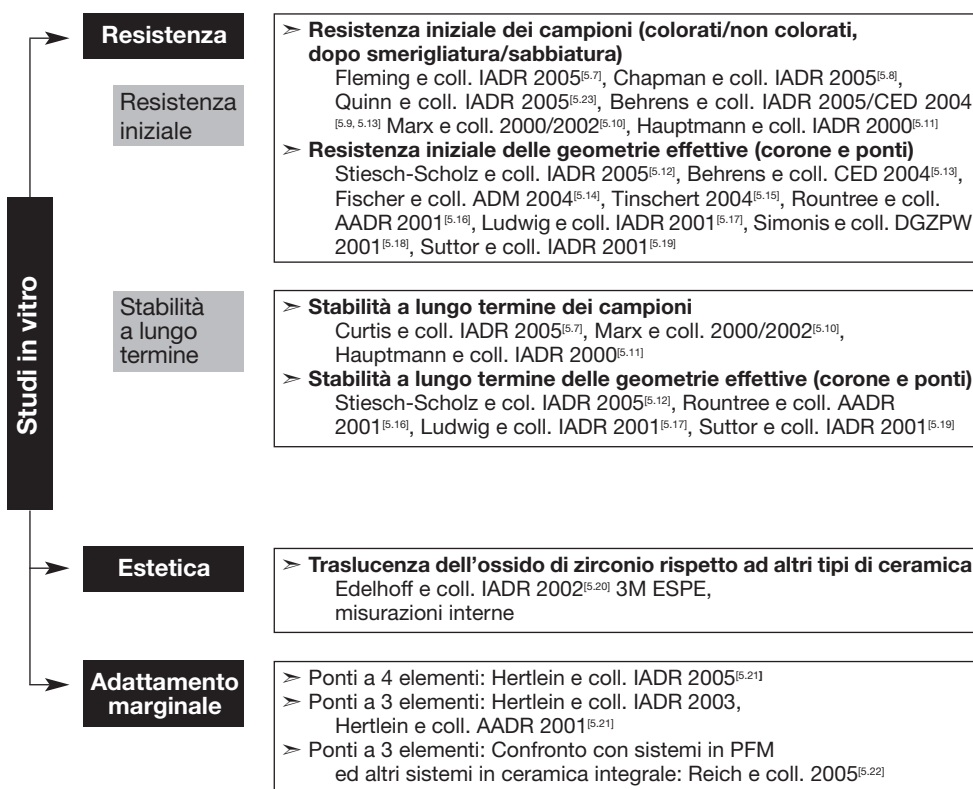 Studi in vitro
Resistenza
Resistenza
iniziale
➣ Resistenza iniziale dei campioni (colorati/non colorati,
dopo smerigliatura/sabbiatura)
Fleming e coll. IADR 2005[5.7], Chapman e coll. IADR 2005[5.8],
Quinn e coll. IADR 2005[5.23], Behrens e coll. IADR 2005/CED 2004
[5.9, 5.13] Marx e coll. 2000/2002[5.10], Hauptmann e coll. IADR 2000[5.11]
➣ Resistenza iniziale delle geometrie effettive (corone e ponti)
Stiesch-Scholz e coll. IADR 2005[5.12], Behrens e coll. CED 2004[5.13],
Fischer e coll. ADM 2004[5.14], Tinschert 2004[5.15], Rountree e coll.
AADR 2001[5.16], Ludwig e coll. IADR 2001[5.17], Simonis e coll. DGZPW
2001[5.18], Suttor e coll. IADR 2001[5.19]
Stabilità
a lungo
termine
➣ Stabilità a lungo termine dei campioni
Curtis e coll. IADR 2005[5.7], Marx e coll. 2000/2002[5.10],
Hauptmann e coll. IADR 2000[5.11]
➣ Stabilità a lungo termine delle geometrie effettive (corone e ponti)
Stiesch-Scholz e col. IADR 2005[5.12], Rountree e coll. AADR
2001[5.16], Ludwig e coll. IADR 2001[5.17], Suttor e coll. IADR 2001[5.19]
Estetica
➣ Traslucenza dell'ossido di zirconio rispetto ad altri tipi di ceramica
Edelhoff e coll. IADR 2002[5.20] 3M ESPE,
misurazioni interne
Adattamento
marginale
➣ Ponti a 4 elementi: Hertlein e coll. IADR 2005[5.21]
➣ Ponti a 3 elementi: Hertlein e coll. IADR 2003,
Hertlein e coll. AADR 2001[5.21]
➣ Ponti a 3 elementi: Confronto con sistemi in PFM
ed altri sistemi in ceramica integrale: Reich e coll. 2005[5.22]